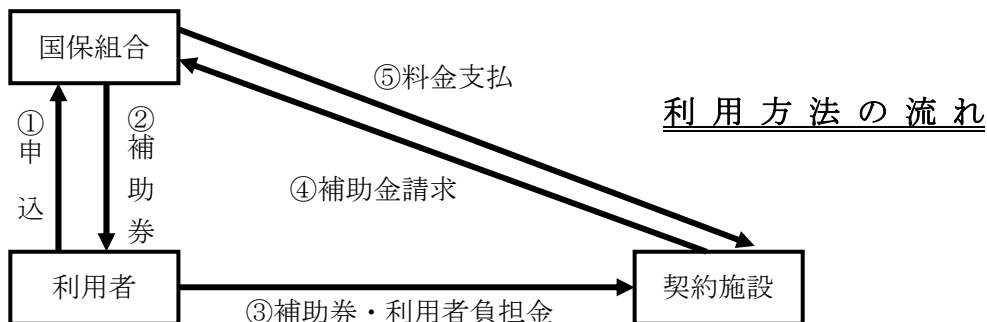 国保組合
⑤料金支払
利用方法の流れ
①申込
②補助券
④補助金請求
利用者
契約施設
③補助券・利用者負担金